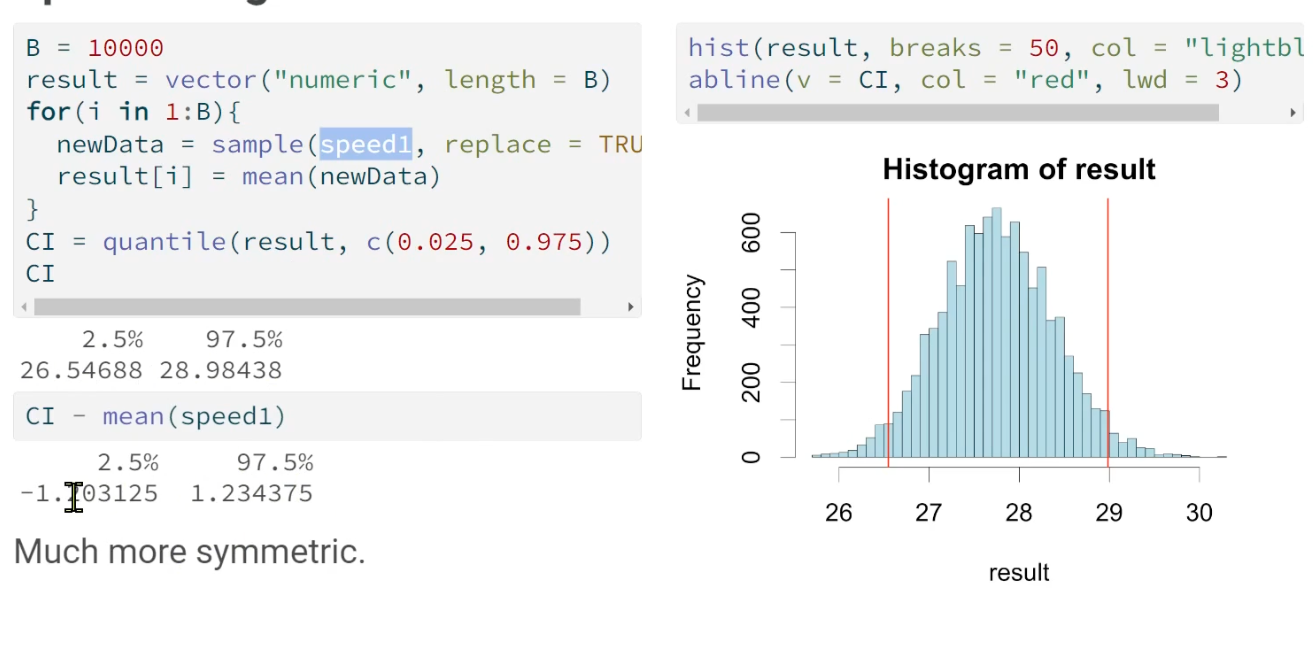 B = 10000
result = vector("numeric", length = B)
for(i in 1:B){
newData = sample(speed1, replace = TRU
result[i] = mean(newData)
}
CI = quantile(result, c(0.025, 0.975))
CI
2.5% 97.5%
26.54688 28.98438
CI - mean(speed1)
2.5% 97.5%
-1.203125 1.234375
Much more symmetric.
hist(result, breaks = 50, col = "lightbl
abline(v = CI, col = "red", lwd = 3)
Histogram of result
Frequency
600
400
200
0
26 27 28 29 30
result